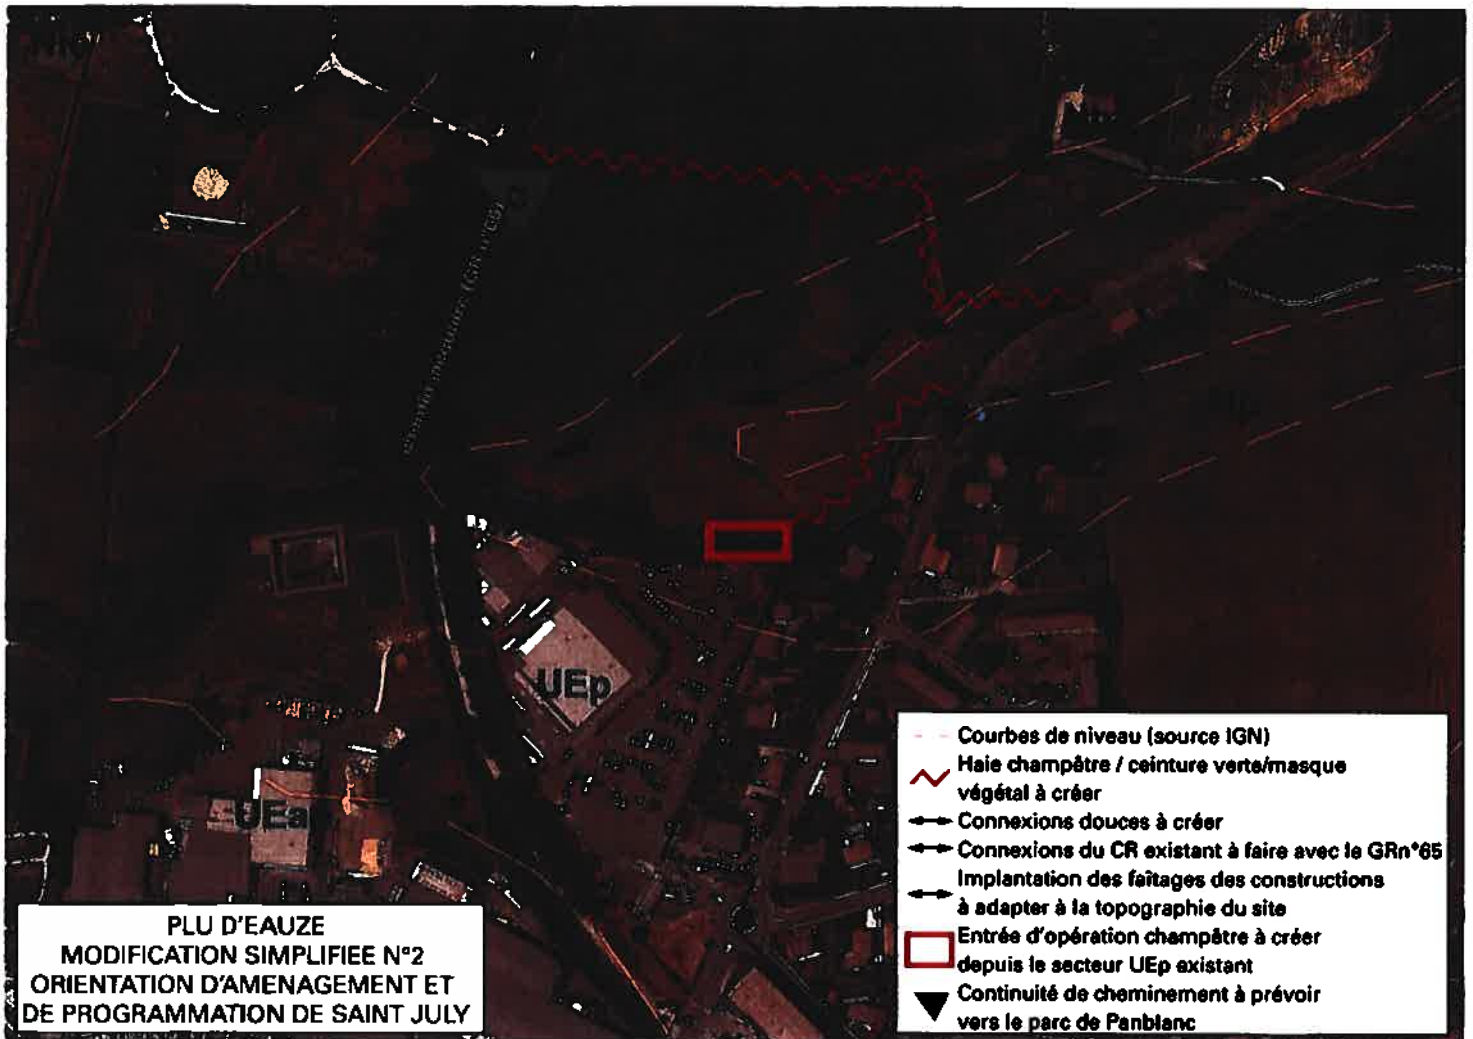 UEp
UEa
Courbes de niveau (source IGN)
Haie champêtre / ceinture verte/masque
végétal à créer
Connexions douces à créer
Connexions du CR existant à faire avec le GRn°65
Implantation des faîtages des constructions
à adapter à la topographie du site
Entrée d'opération champêtre à créer
depuis le secteur UEp existant
Continuité de cheminement à prévoir
vers le parc de Panblanc
PLU D'EAUZE
MODIFICATION SIMPLIFIEE N°2
ORIENTATION D'AMENAGEMENT ET
DE PROGRAMMATION DE SAINT JULY